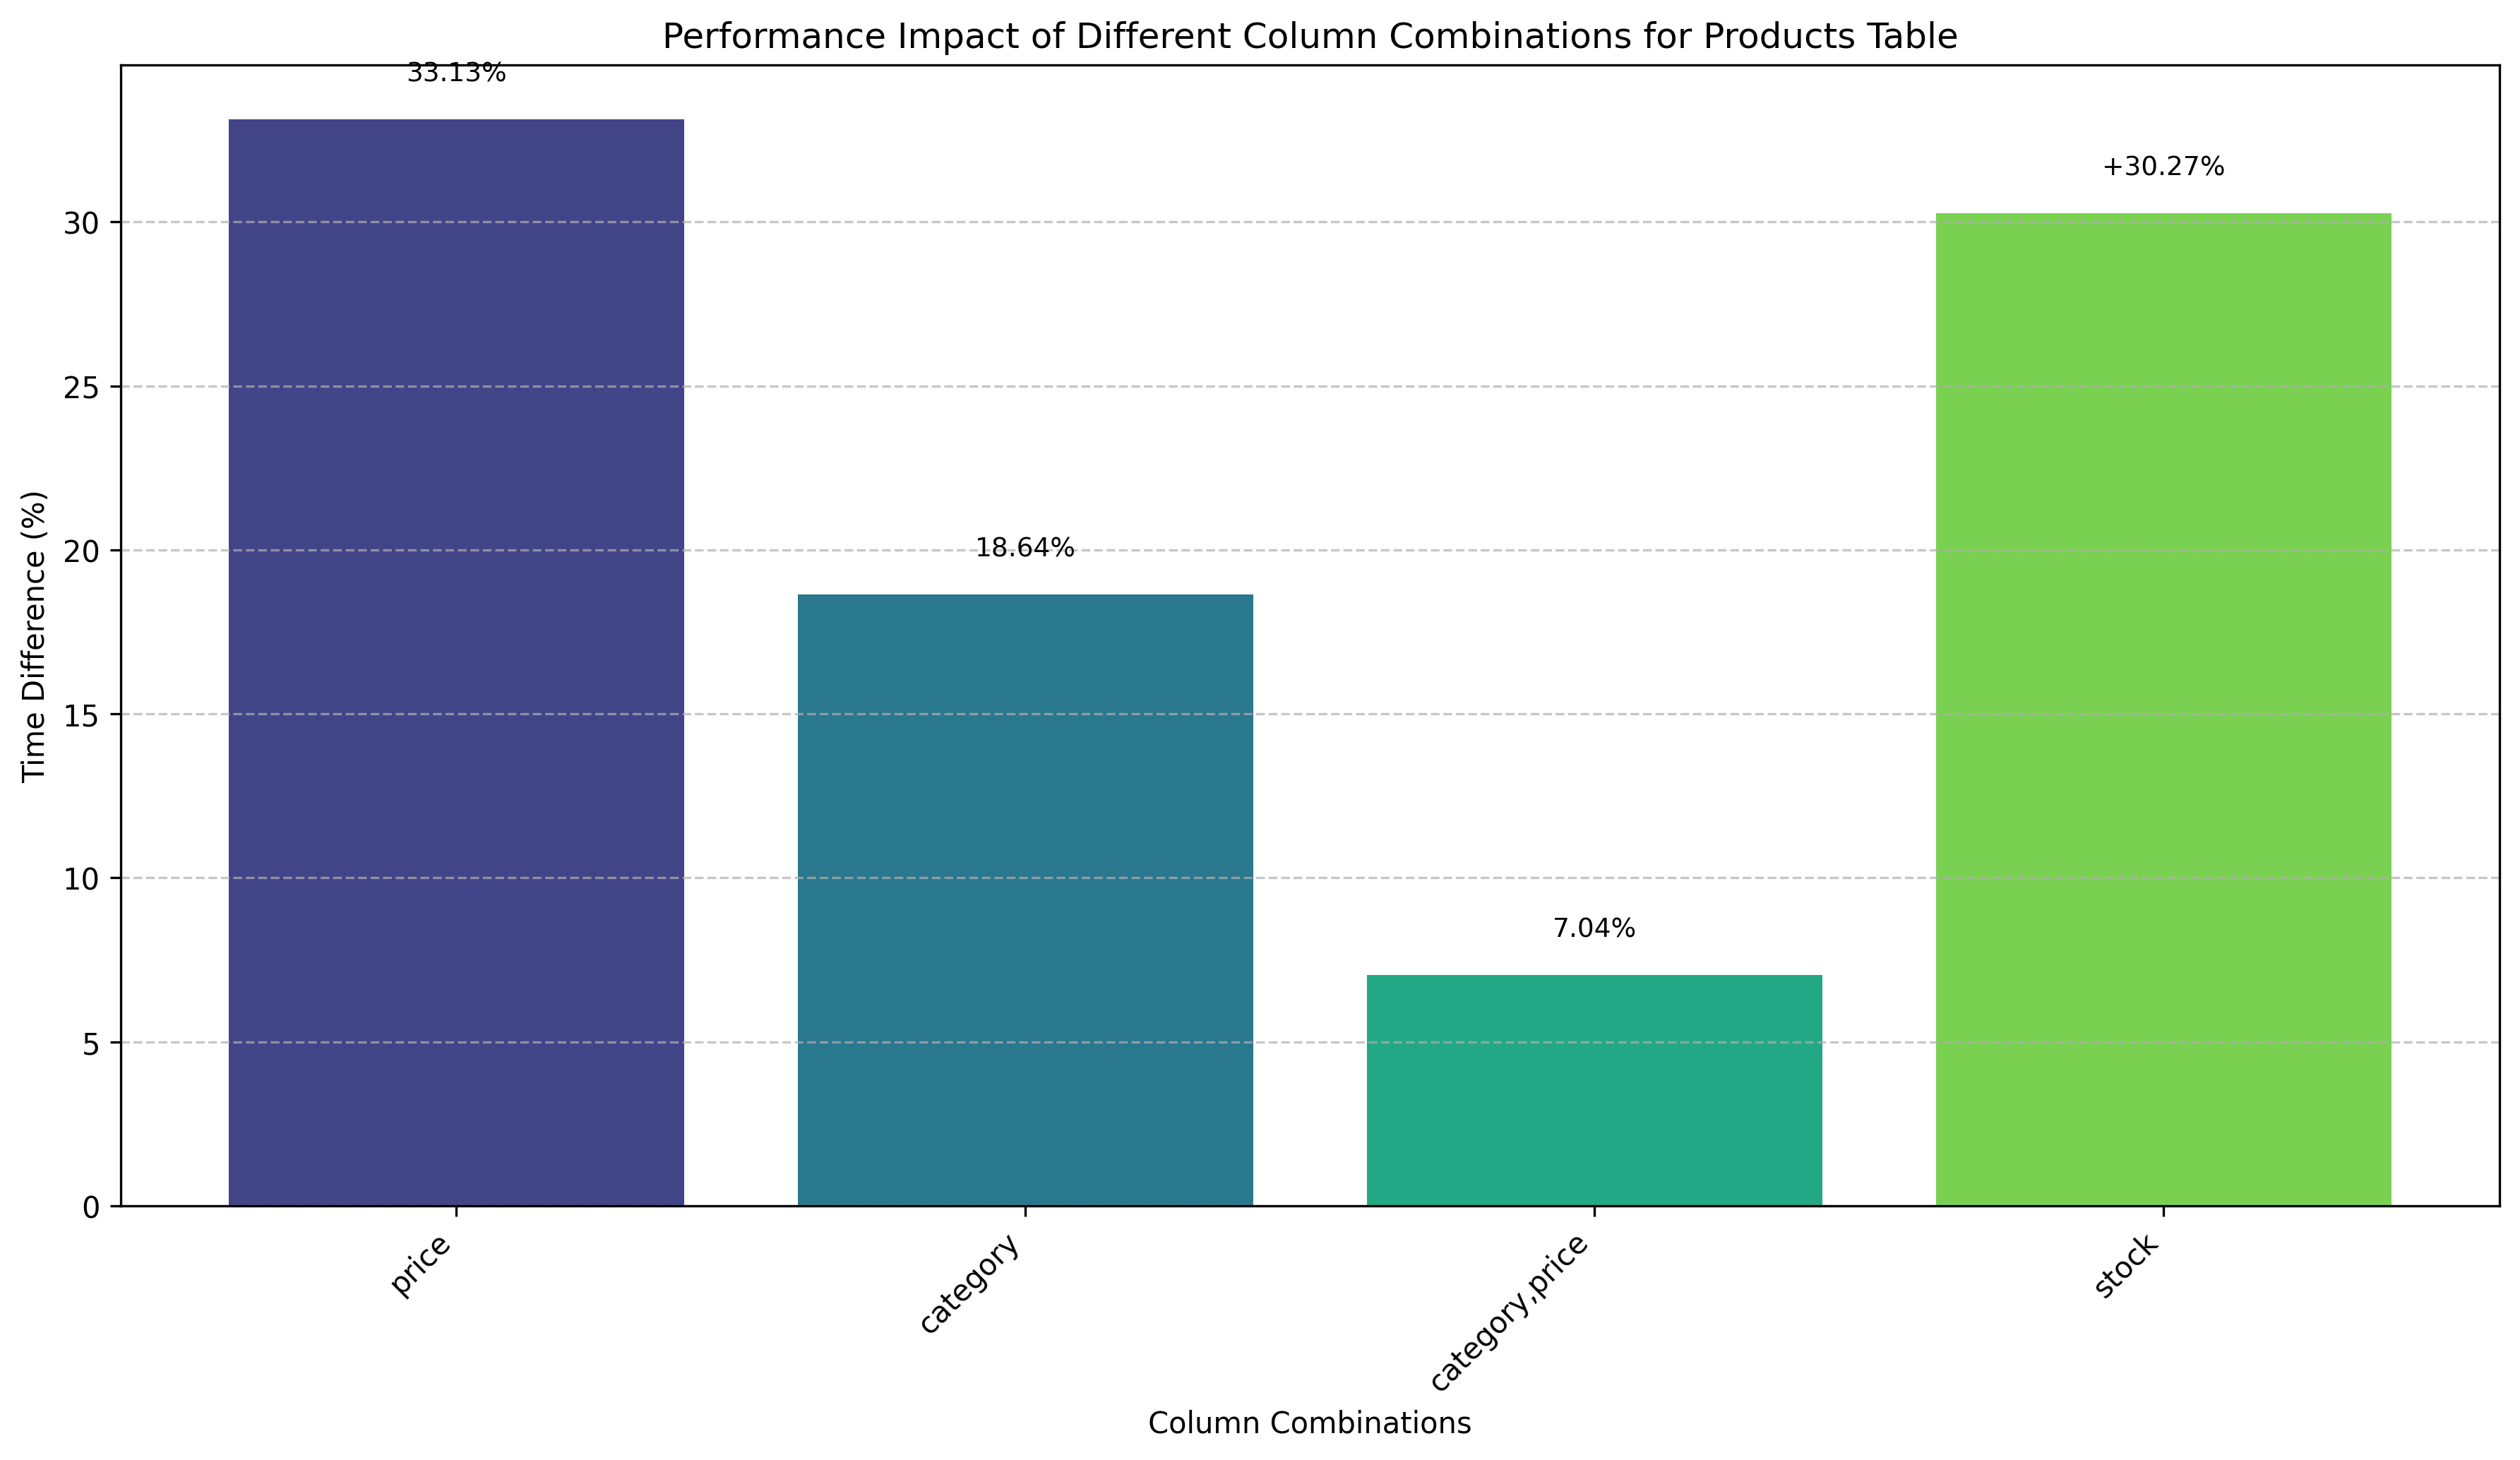 Performance Impact of Different Column Combinations for Products Table
33.13%
+30.27%
18.64%
7.04%
Time Difference (%)
30
25
20
15
10
5
0
price
category
category,price
stock
Column Combinations